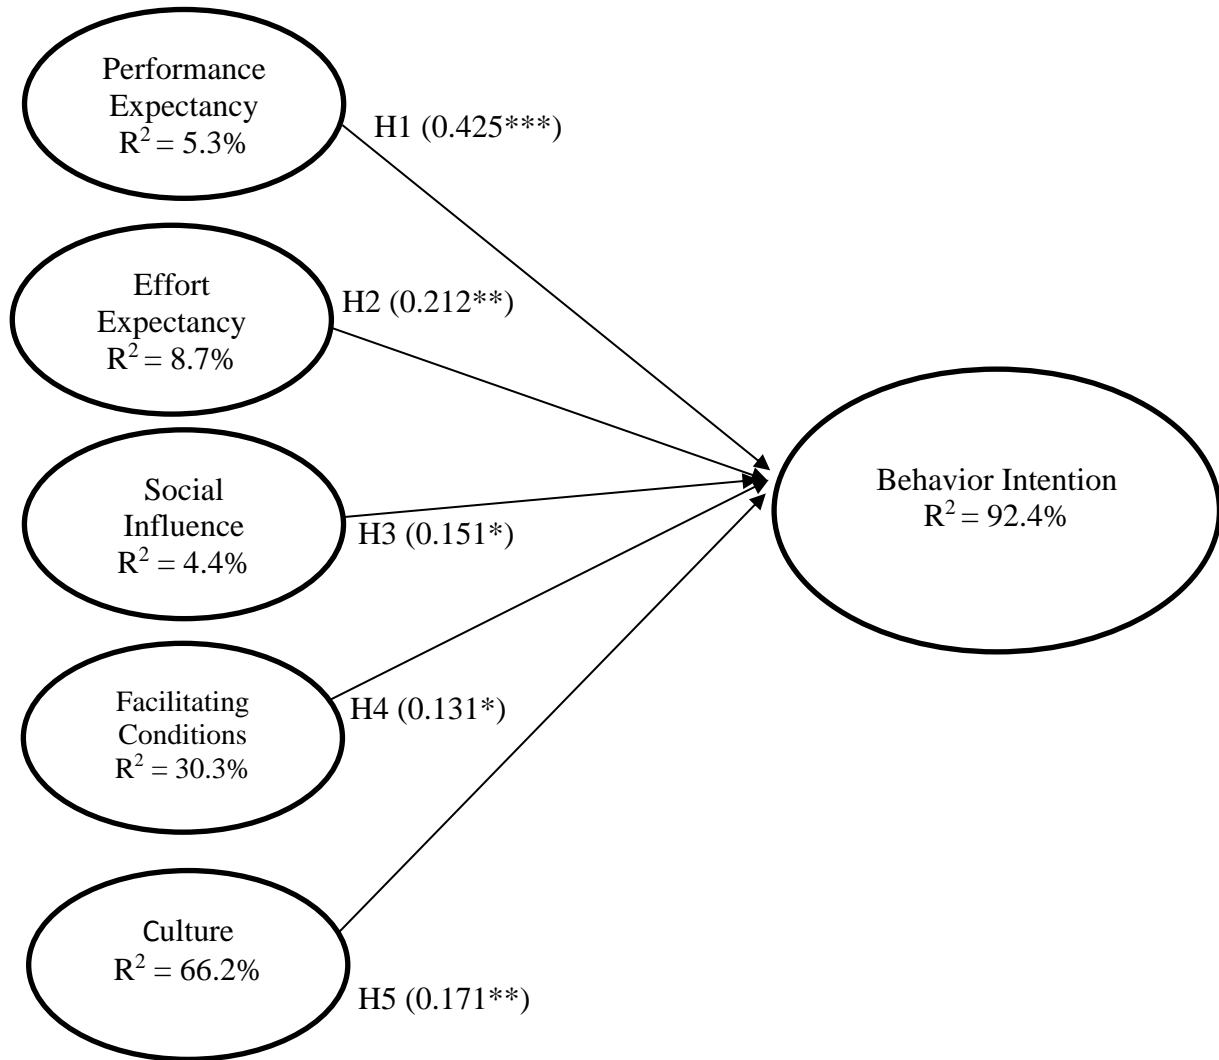 Performance
Expectancy
R² = 5.3%
H1 (0.425***)
Effort
Expectancy
R² = 8.7%
H2 (0.212**)
Social
Influence
R² = 4.4%
H3 (0.151*)
Behavior Intention
R² = 92.4%
Facilitating
Conditions
R² = 30.3%
H4 (0.131*)
Culture
R² = 66.2%
H5 (0.171**)